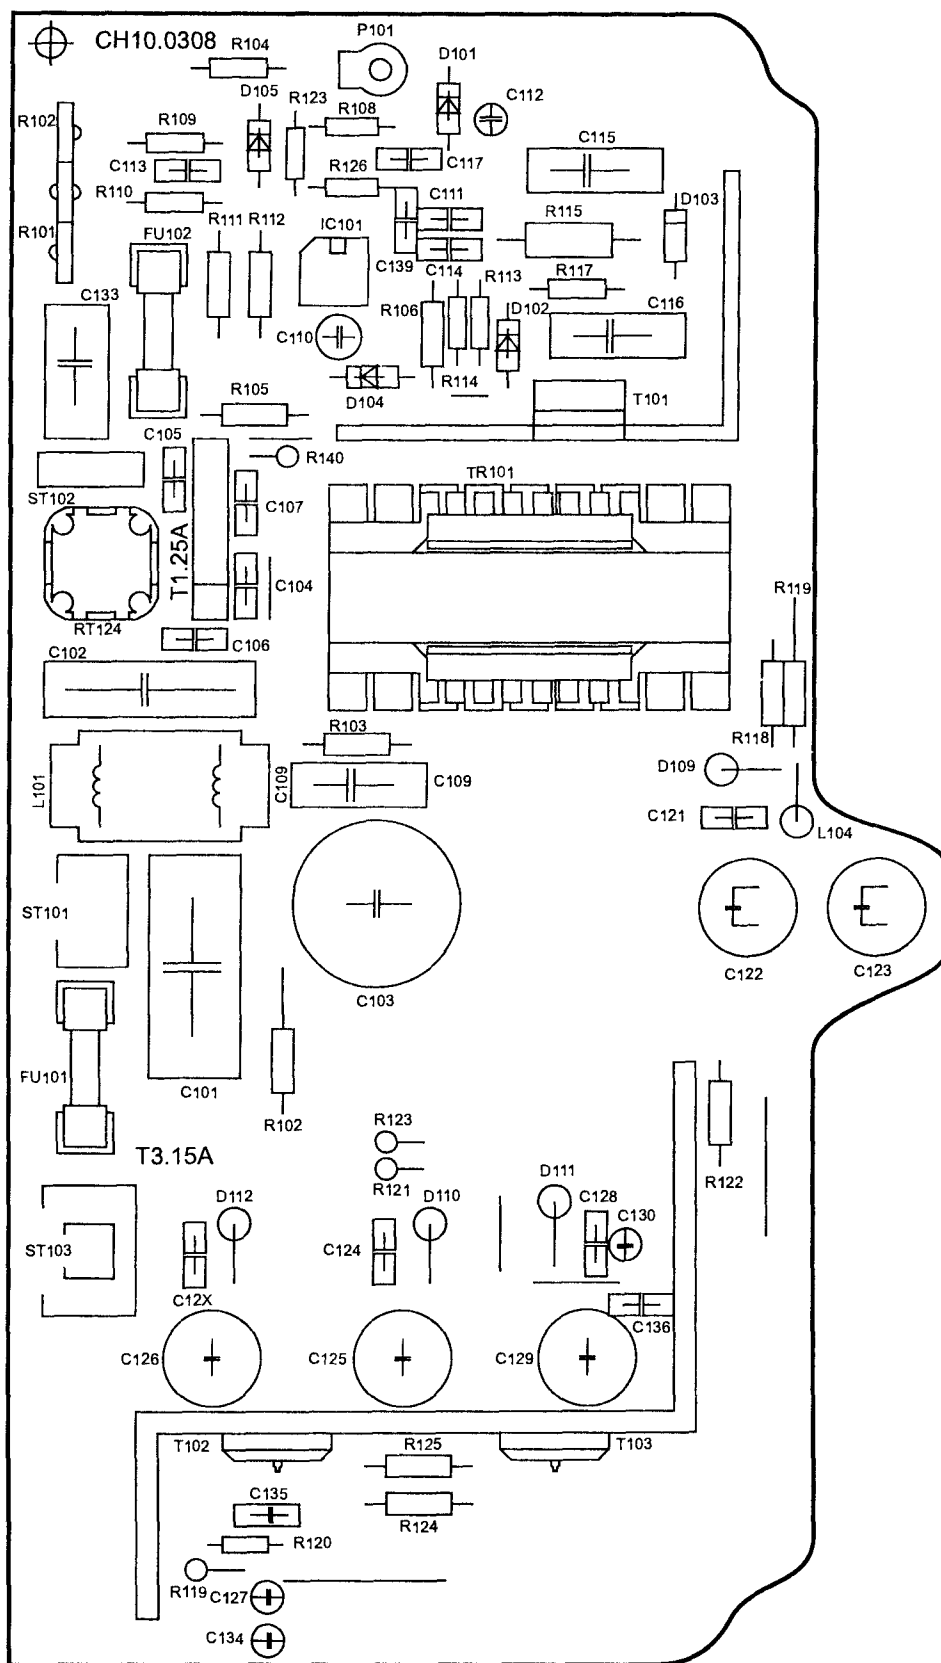 CH10.0308
R104
P101
D101
D105
R123
R108
C112
R102
R109
C117
C115
C113
R126
R110
C111
D103
R101
FU102
R111
R112
IC101
R115
C139
C114
R113
R117
C133
R106
D102
C116
C110
R114
D104
R105
T101
C105
R140
ST102
TR101
C107
T1.25A
C104
R119
RT124
C106
C102
R103
R118
L101
C109
C109
D109
C121
L104
ST101
C122
C123
C103
FU101
C101
R102
R123
T3.15A
R121
D112
D110
D111
R122
C128
C130
ST103
C124
C12X
C136
C126
C125
C129
T102
R125
T103
C135
R124
R120
R119
C127
C134